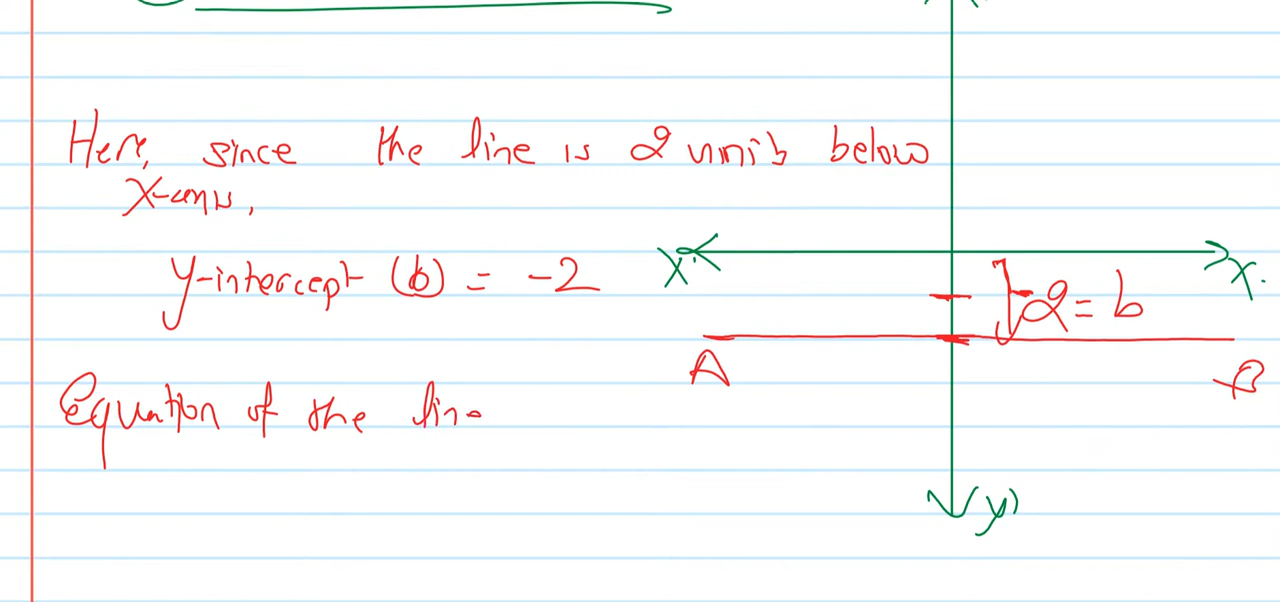 Here, since the line is 2 units below
X-axis,
y-intercept (b) = -2
Equation of the line
X'
X.
}-2 = b
A
B
(y')